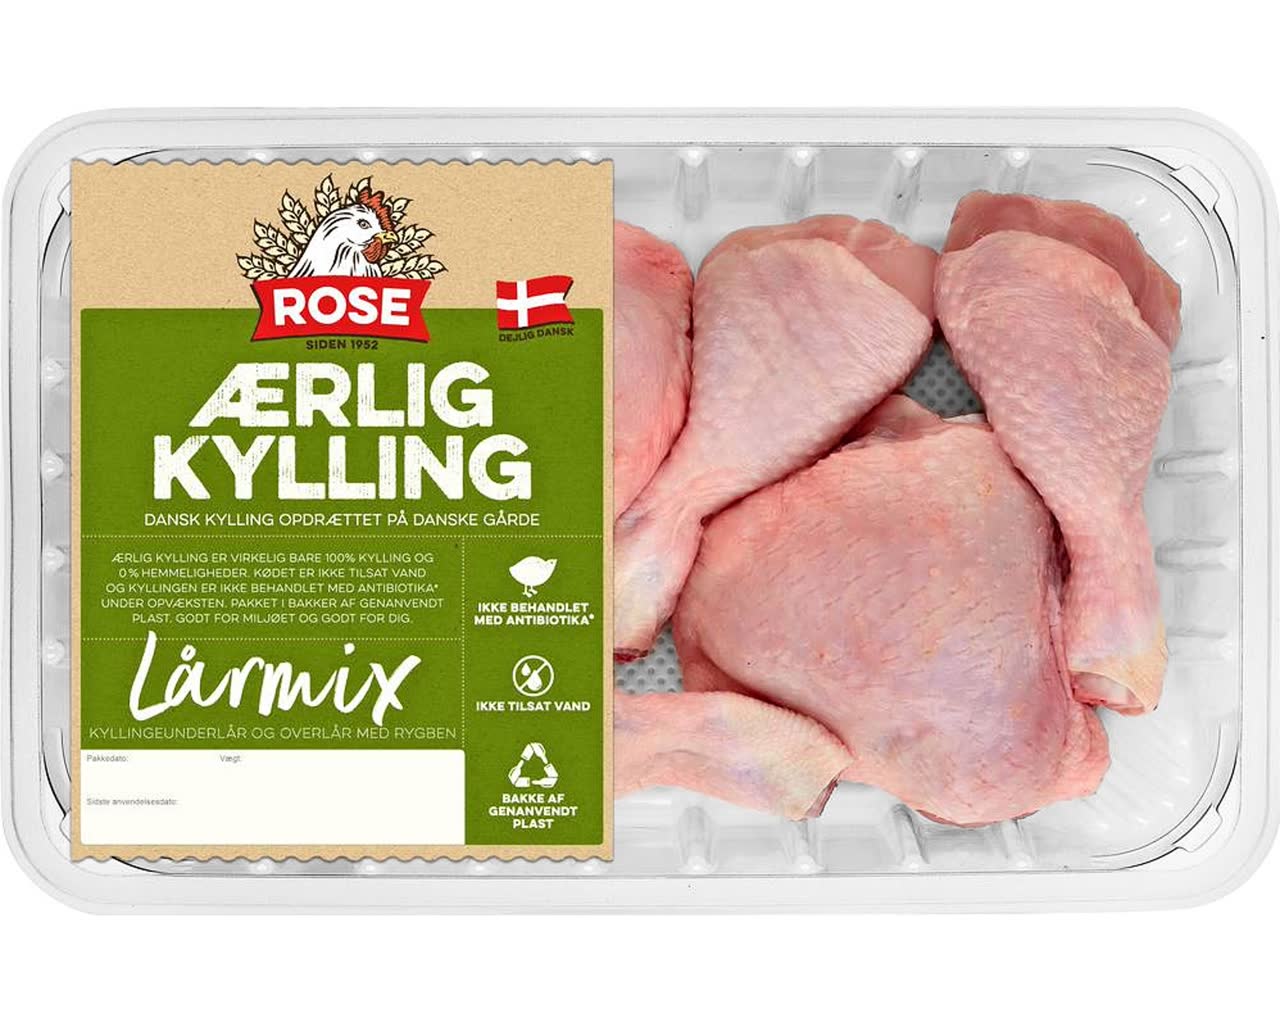 ROSE
SIDEN 1952
DEJLIG DANSK
ÆRLIG
KYLLING
DANSK KYLLING OPDRÆTTET PÅ DANSKE GÅRDE
ÆRLIG KYLLING ER VIRKELIG BARE 100% KYLLING OG
0% HEMMELIGHEDER. KØDET ER IKKE TILSAT VAND
OG KYLLINGEN ER IKKE BEHANDLET MED ANTIBIOTIKA*
UNDER OPVÆKSTEN. PAKKET I BAKKER AF GENANVENDT
PLAST. GODT FOR MILJØET OG GODT FOR DIG.
IKKE BEHANDLET
MED ANTIBIOTIKA*
Lårmix
KYLLINGEUNDERLÅR OG OVERLÅR MED RYGBEN
IKKE TILSAT VAND
Pakkedato: Vægt:
Sidste anvendelsesdato:
BAKKE AF
GENANVENDT
PLAST